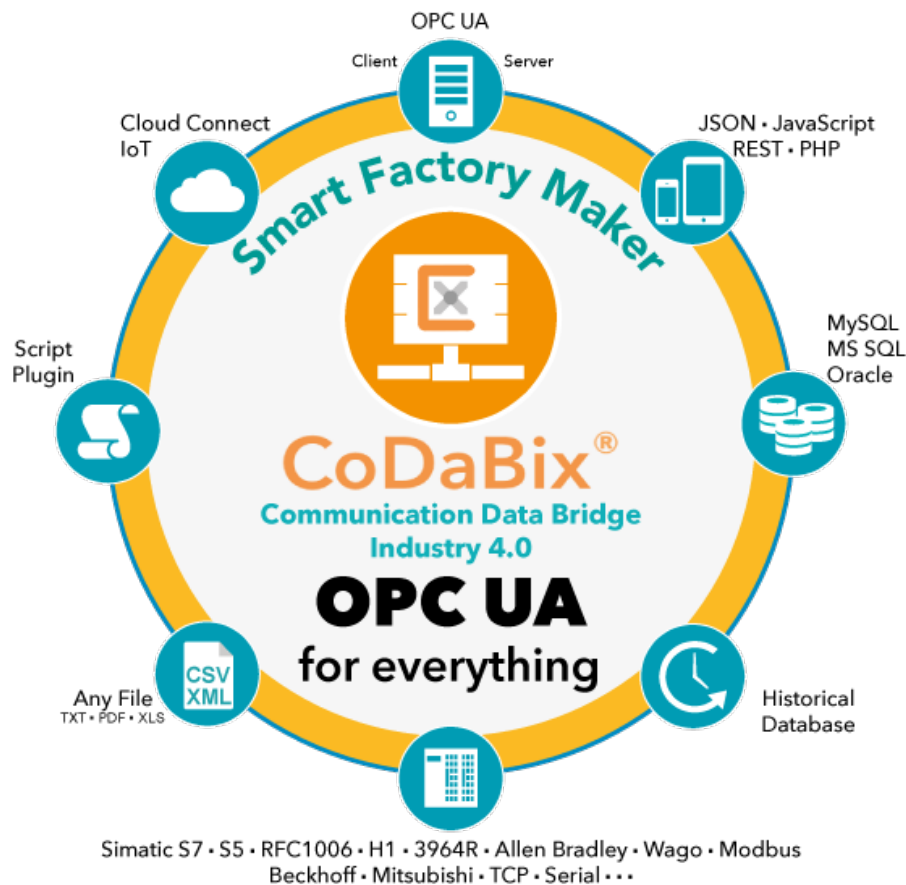 OPC UA
Client
Server
Cloud Connect
IoT
JSON • JavaScript
REST • PHP
Smart Factory Maker
Script
Plugin
MySQL
MS SQL
Oracle
CoDaBix®
Communication Data Bridge
Industry 4.0
OPC UA
for everything
CSV
XML
Any File
TXT • PDF • XLS
Historical
Database
Simatic S7 • S5 • RFC1006 • H1 • 3964R • Allen Bradley • Wago • Modbus
Beckhoff • Mitsubishi • TCP • Serial • • •